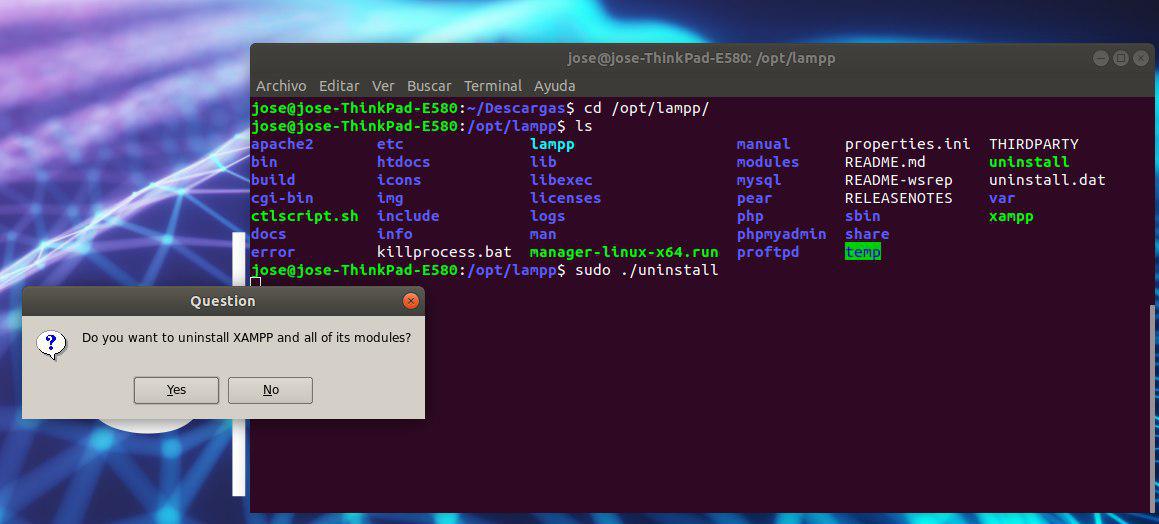 jose@jose-ThinkPad-E580: /opt/lampp
Archivo Editar Ver Buscar Terminal Ayuda
jose@jose-ThinkPad-E580:~/Descargas$ cd /opt/lampp/
jose@jose-ThinkPad-E580:/opt/lampp$ ls
apache2 etc lampp manual properties.ini THIRDPARTY
bin htdocs lib modules README.md uninstall
build icons libexec mysql README-wsrep uninstall.dat
cgi-bin img licenses pear RELEASENOTES var
ctlscript.sh include logs php sbin xampp
docs info man phpmyadmin share
error killprocess.bat manager-linux-x64.run proftpd temp
jose@jose-ThinkPad-E580:/opt/lampp$ sudo ./uninstall
Question
Do you want to uninstall XAMPP and all of its modules?
Yes No